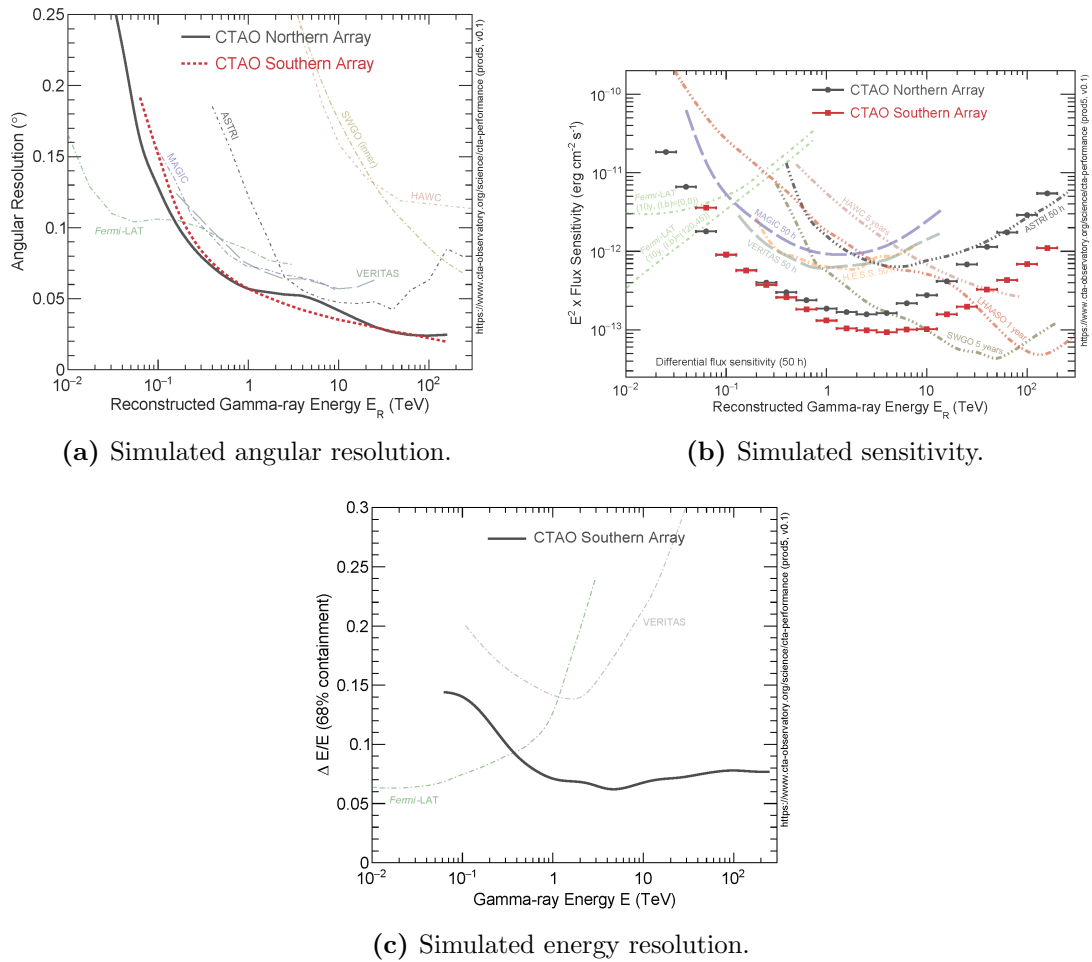 0.25
0.2
0.15
0.1
0.05
0
Angular Resolution (°)
CTAO Northern Array
CTAO Southern Array
ASTRI
MAGIC
SWGO (inner)
HAWC
Fermi-LAT
VERITAS
10⁻² 10⁻¹ 1 10 10²
Reconstructed Gamma-ray Energy E_R (TeV)
https://www.cta-observatory.org/science/cta-performance (prod5, v0.1)
(a) Simulated angular resolution.
10⁻¹⁰
10⁻¹¹
10⁻¹²
10⁻¹³
E² x Flux Sensitivity (erg cm⁻² s⁻¹)
CTAO Northern Array
CTAO Southern Array
Fermi-LAT
(10y, (l,b)=(0,0))
Fermi-LAT
(10y, (l,b)=(120,45))
MAGIC 50 h
VERITAS 50 h
H.E.S.S. 50 h
HAWC 5 years
ASTRI 50 h
LHAASO 1 year
SWGO 5 years
Differential flux sensitivity (50 h)
10⁻² 10⁻¹ 1 10 10²
Reconstructed Gamma-ray Energy E_R (TeV)
https://www.cta-observatory.org/science/cta-performance (prod5, v0.1)
(b) Simulated sensitivity.
0.3
0.25
0.2
0.15
0.1
0.05
0
Δ E/E (68% containment)
CTAO Southern Array
VERITAS
Fermi-LAT
10⁻² 10⁻¹ 1 10 10²
Gamma-ray Energy E (TeV)
https://www.cta-observatory.org/science/cta-performance (prod5, v0.1)
(c) Simulated energy resolution.